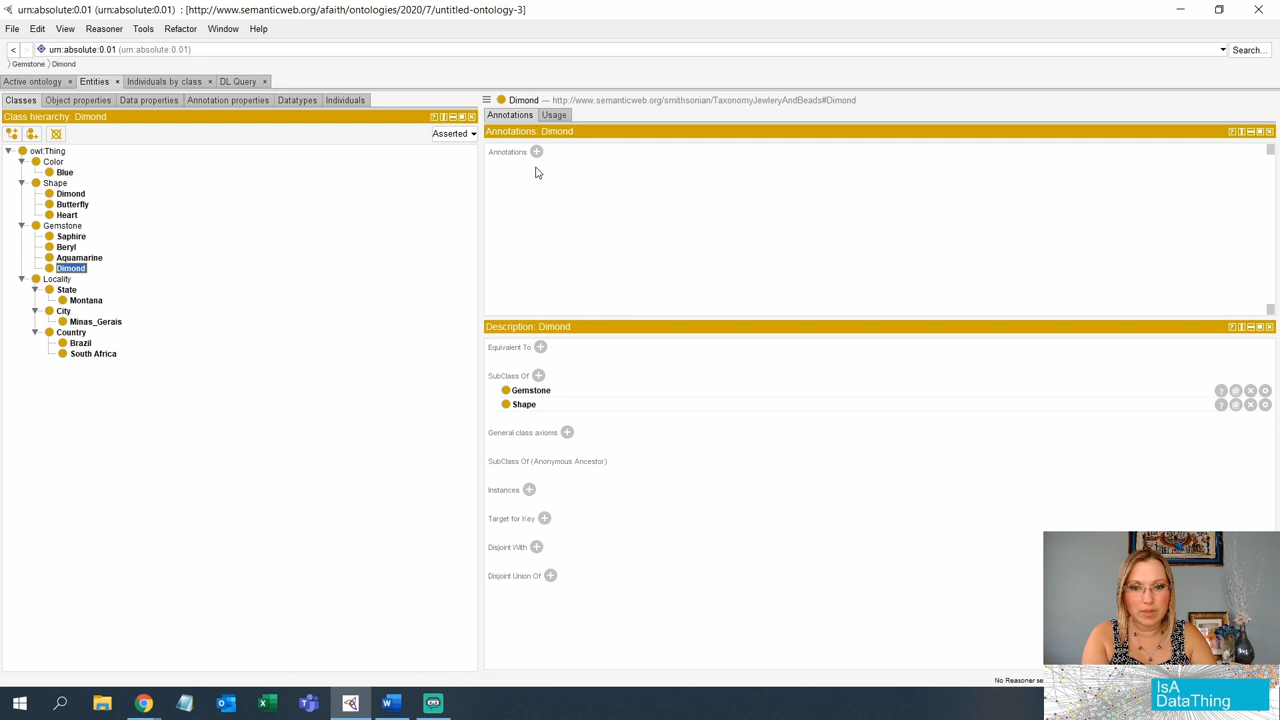 urn:absolute:0.01 (urn:absolute:0.01) : [http://www.semanticweb.org/afaith/ontologies/2020/7/untitled-ontology-3]
File Edit View Reasoner Tools Refactor Window Help
< > urn:absolute:0.01 (urn:absolute:0.01) Search...
Gemstone Dimond
Active ontology × Entities × Individuals by class × DL Query ×
Classes Object properties Data properties Annotation properties Datatypes Individuals
Class hierarchy: Dimond
Asserted
owl:Thing
Color
Blue
Shape
Dimond
Butterfly
Heart
Gemstone
Saphire
Beryl
Aquamarine
Dimond
Locality
State
Montana
City
Minas_Gerais
Country
Brazil
South Africa
Dimond — http://www.semanticweb.org/smithsonian/TaxonomyJewleryAndBeads#Dimond
Annotations Usage
Annotations: Dimond
Annotations
Description: Dimond
Equivalent To
SubClass Of
Gemstone
Shape
General class axioms
SubClass Of (Anonymous Ancestor)
Instances
Target for Key
Disjoint With
Disjoint Union Of
No Reasoner se
IsA
DataThing